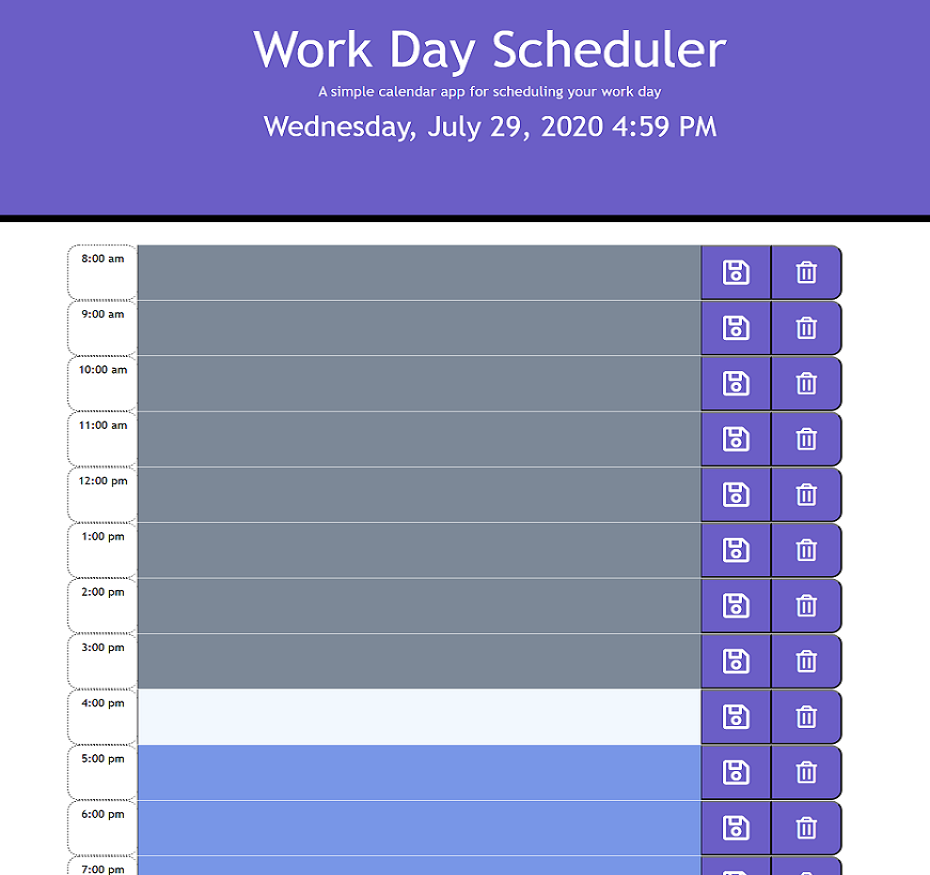 Work Day Scheduler
A simple calendar app for scheduling your work day
Wednesday, July 29, 2020 4:59 PM
8:00 am
9:00 am
10:00 am
11:00 am
12:00 pm
1:00 pm
2:00 pm
3:00 pm
4:00 pm
5:00 pm
6:00 pm
7:00 pm